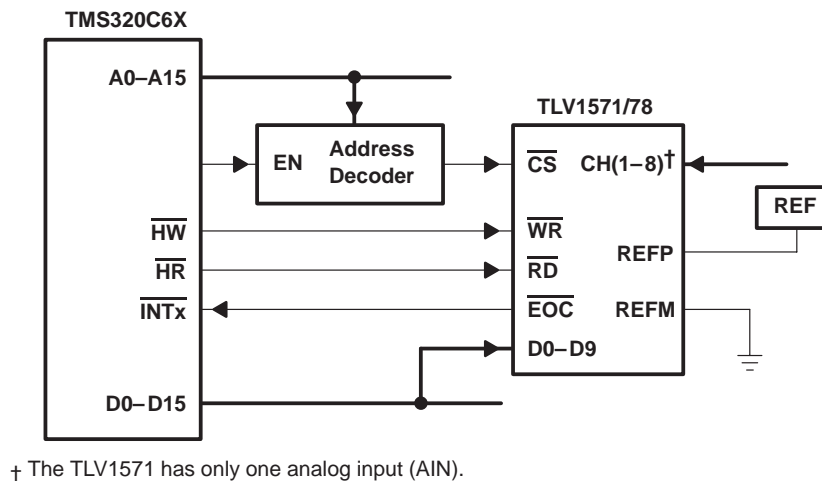 TMS320C6X
A0–A15
TLV1571/78
EN
Address
Decoder
CS
CH(1–8)†
REF
HW
WR
REFP
HR
RD
INTx
EOC
REFM
D0–D9
D0–D15
† The TLV1571 has only one analog input (AIN).